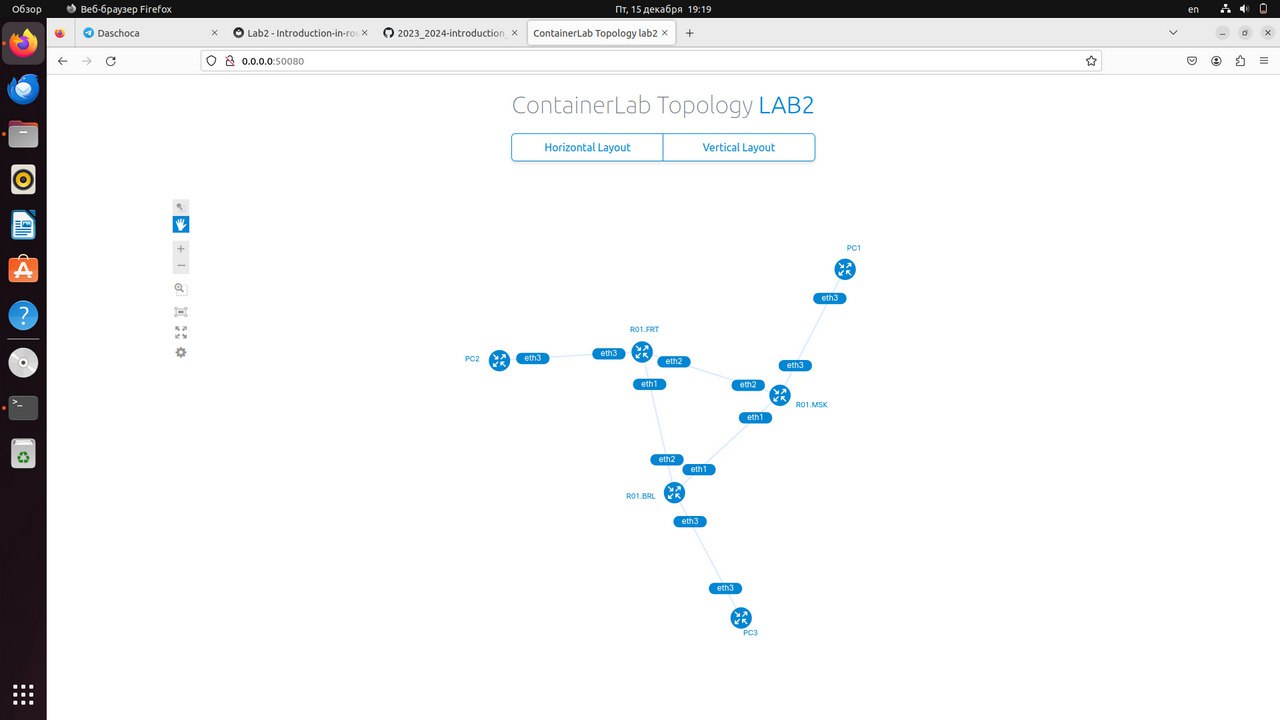 Обзор Веб-браузер Firefox Пт, 15 декабря 19:19 en
Daschoca Lab2 - Introduction-in-rou 2023_2024-introduction_ ContainerLab Topology lab2
0.0.0.0:50080
ContainerLab Topology LAB2
Horizontal Layout Vertical Layout
PC1
eth3
R01.FRT
PC2 eth3 eth3 eth2
eth3
eth1 eth2
R01.MSK
eth1
eth2
eth1
R01.BRL
eth3
eth3
PC3